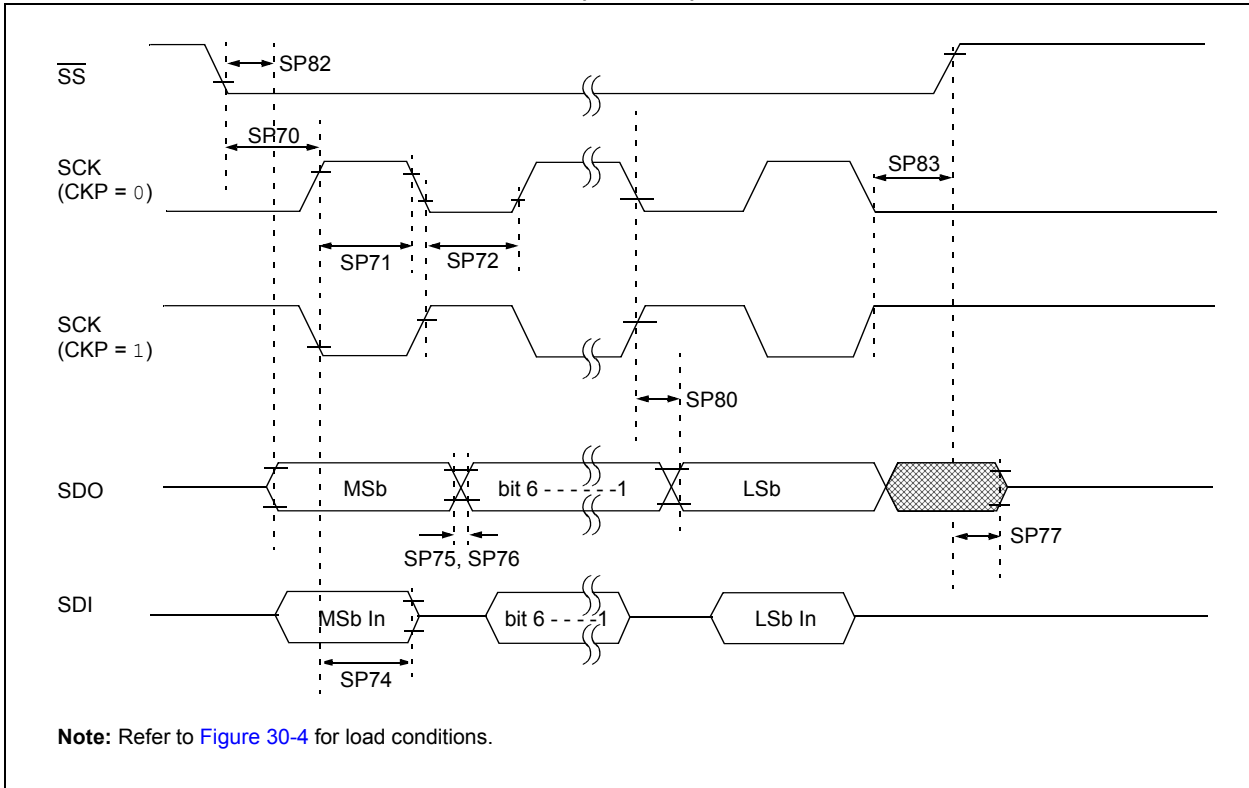 SS
SP82
SP70
SCK
(CKP = 0)
SP83
SP71
SP72
SCK
(CKP = 1)
SP80
SDO
MSb
bit 6 - - - - - -1
LSb
SP77
SP75, SP76
SDI
MSb In
bit 6 - - - -1
LSb In
SP74
Note: Refer to Figure 30-4 for load conditions.